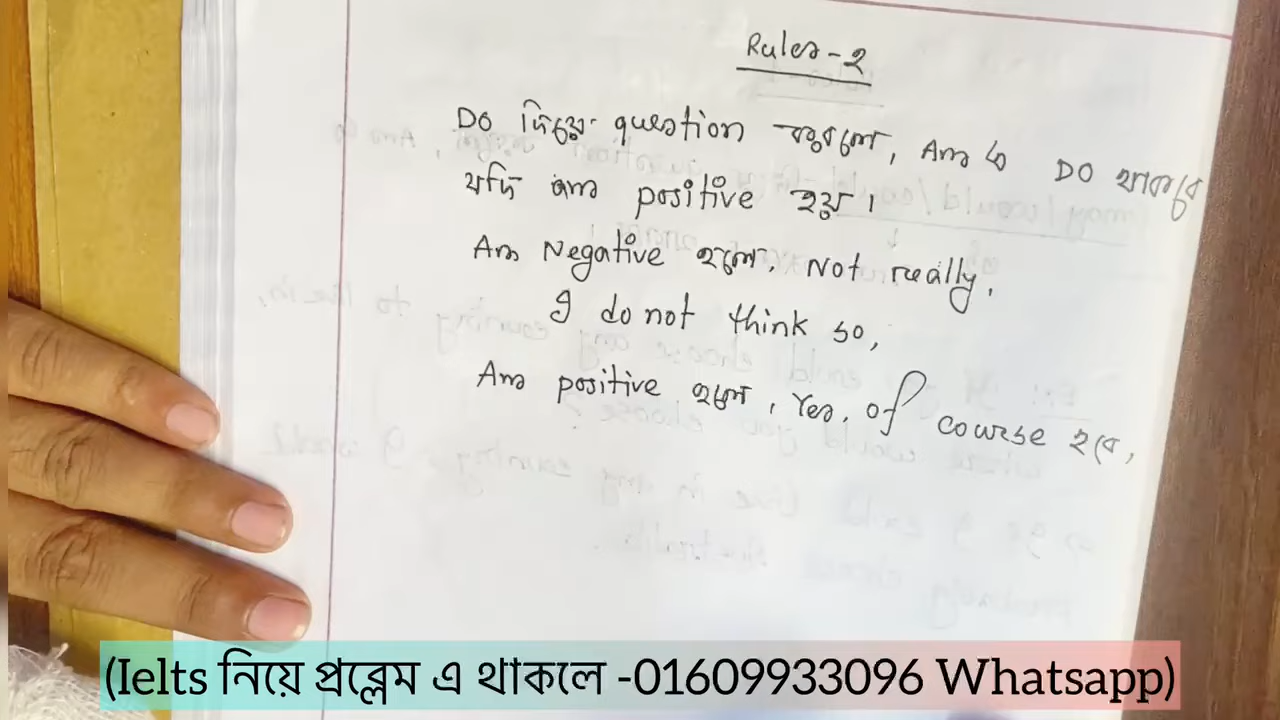 Rules-২
DO দিয়ে question করলে, Ans এ DO থাকবে
যদি ans positive হয়।
Ans Negative হলে, Not really,
I do not think so,
Ans positive হলে, Yes, of course হবে,
(Ielts নিয়ে প্রব্লেম এ থাকলে -01609933096 Whatsapp)